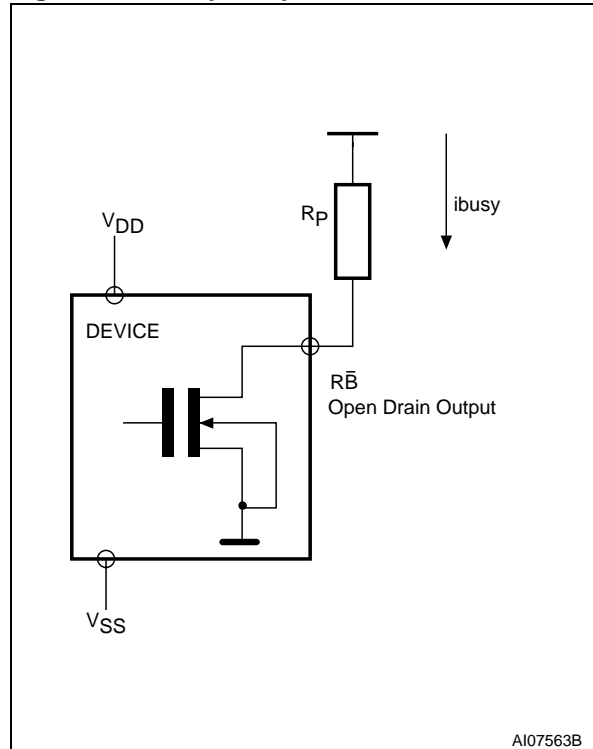 RP
ibusy
VDD
DEVICE
RB̅
Open Drain Output
VSS
AI07563B